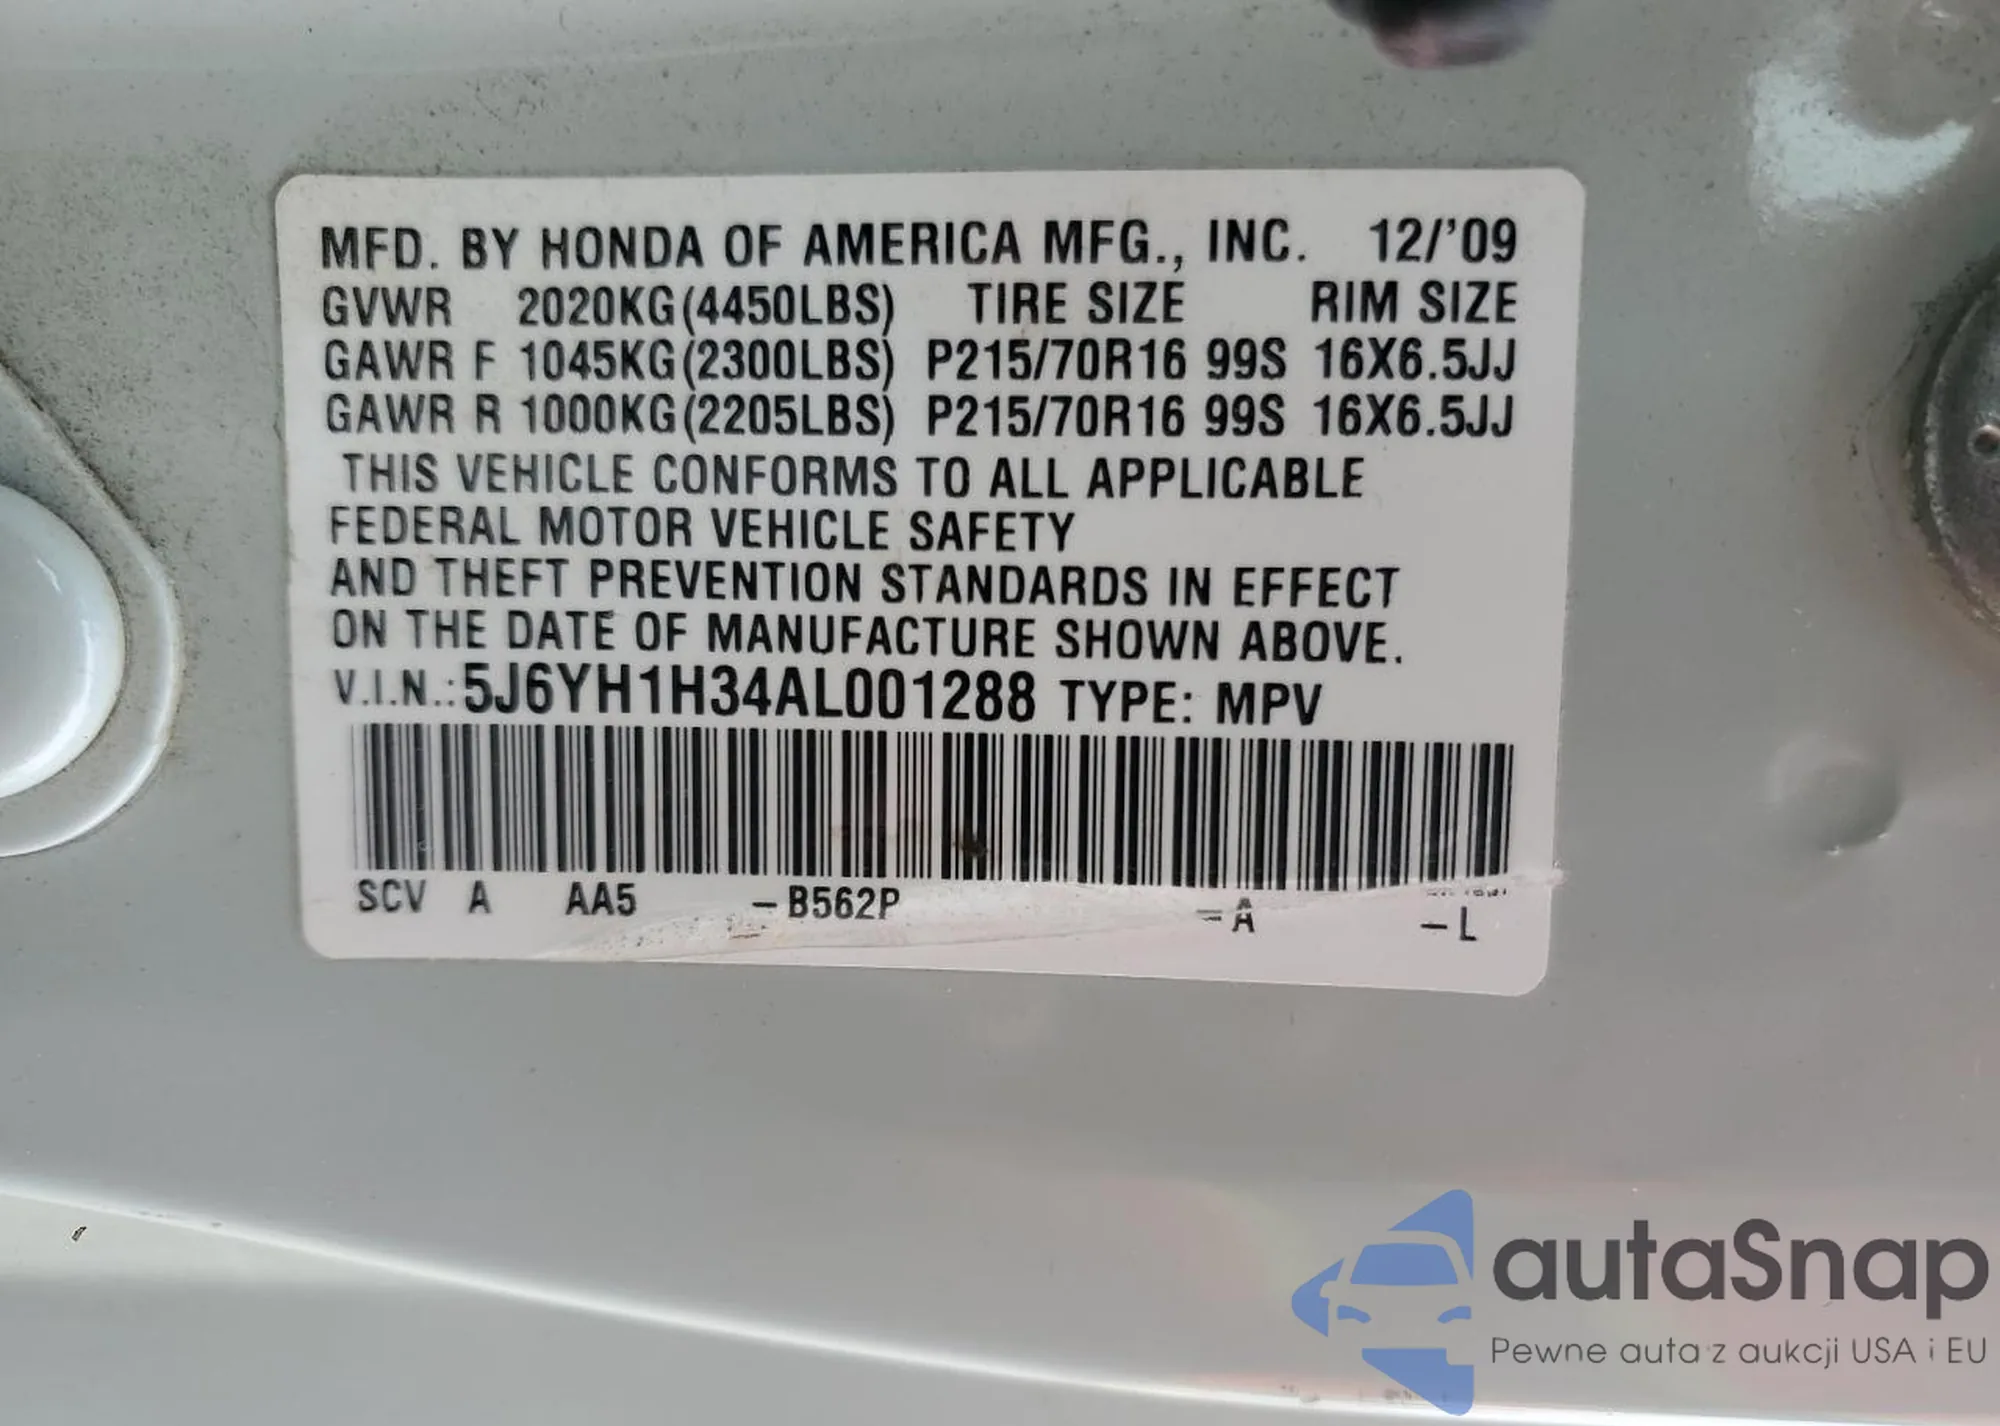 MFD. BY HONDA OF AMERICA MFG., INC. 12/'09
GVWR 2020KG(4450LBS) TIRE SIZE RIM SIZE
GAWR F 1045KG(2300LBS) P215/70R16 99S 16X6.5JJ
GAWR R 1000KG(2205LBS) P215/70R16 99S 16X6.5JJ
THIS VEHICLE CONFORMS TO ALL APPLICABLE
FEDERAL MOTOR VEHICLE SAFETY
AND THEFT PREVENTION STANDARDS IN EFFECT
ON THE DATE OF MANUFACTURE SHOWN ABOVE.
V.I.N.:5J6YH1H34AL001288 TYPE: MPV
SCV A AA5 -B562P -A -L
autaSnap
Pewne auta z aukcji USA i EU